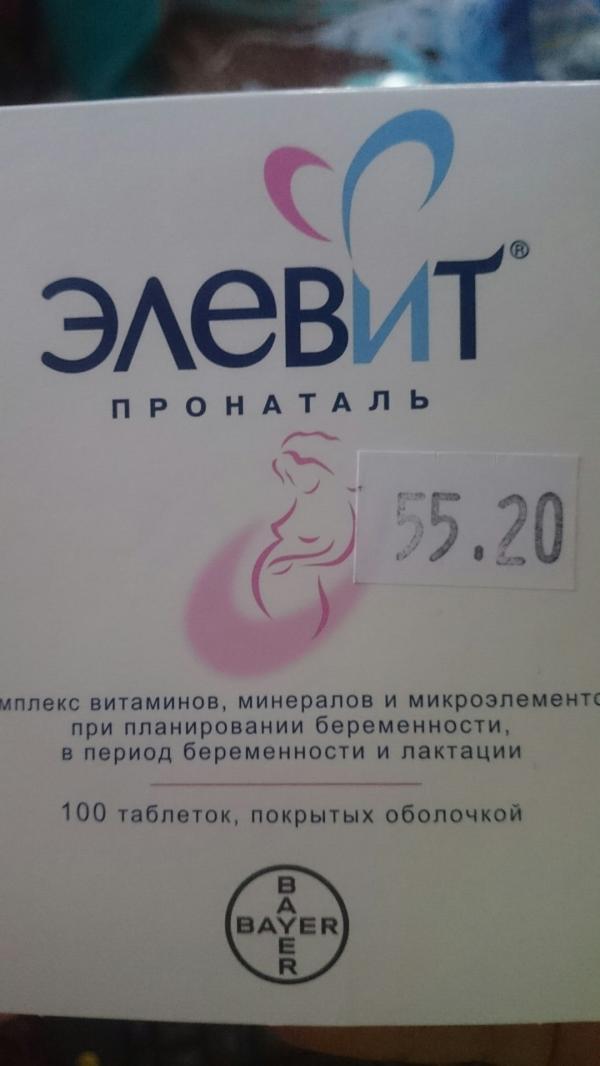 элевит®
ПРОНАТАЛЬ
55.20
мплекс витаминов, минералов и микроэлементо
при планировании беременности,
в период беременности и лактации
100 таблеток, покрытых оболочкой
BAYER
BAYER